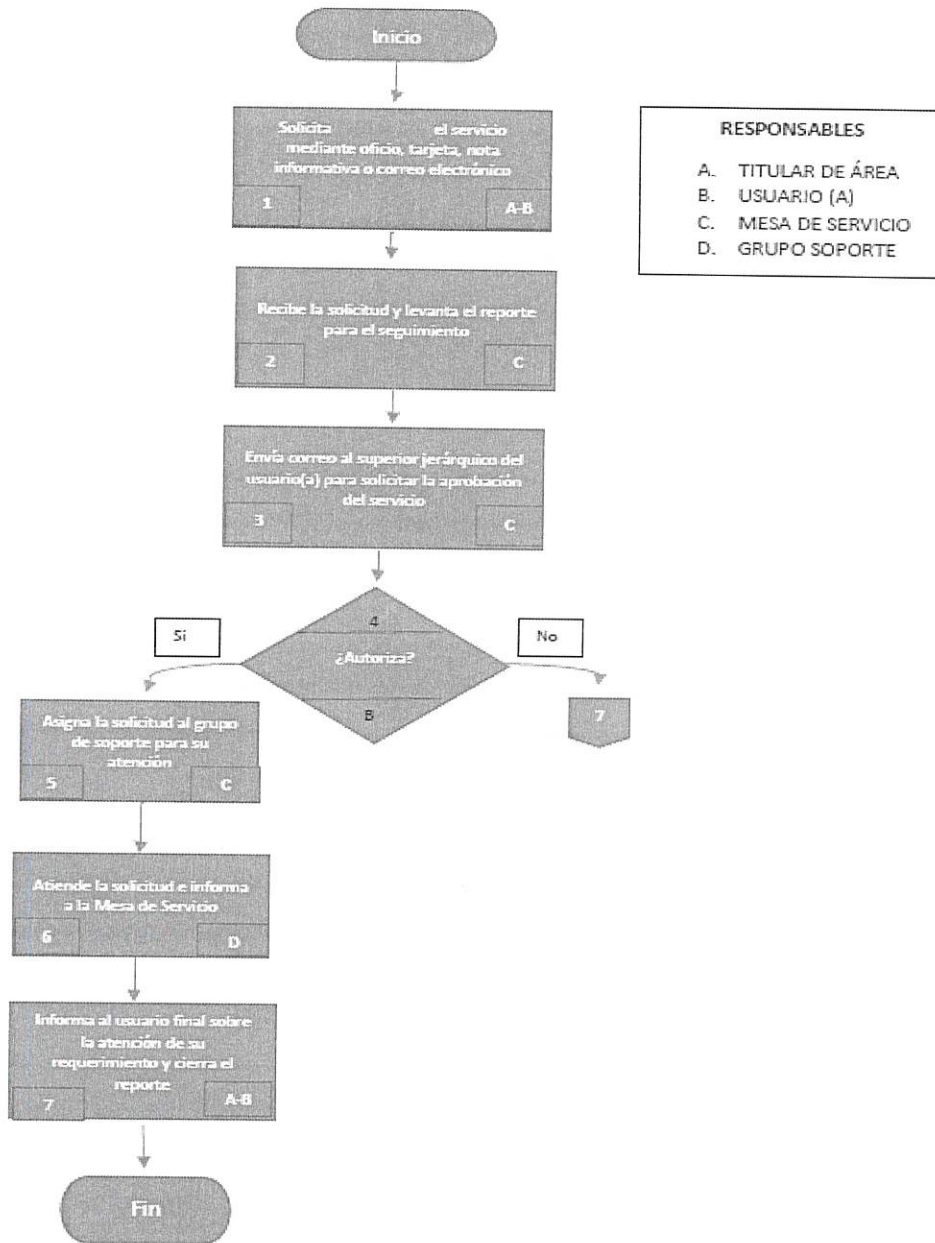 Inicio
Solicita el servicio
mediante oficio, tarjeta, nota
informativa o correo electrónico
1
A-B
RESPONSABLES
A. TITULAR DE ÁREA
B. USUARIO (A)
C. MESA DE SERVICIO
D. GRUPO SOPORTE
Recibe la solicitud y levanta el reporte
para el seguimiento
2
C
Envía correo al superior jerárquico del
usuario(a) para solicitar la aprobación
del servicio
3
C
4
¿Autoriza?
B
Si
No
7
Asigna la solicitud al grupo
de soporte para su
atención
5
C
Atiende la solicitud e informa
a la Mesa de Servicio
6
D
Informa al usuario final sobre
la atención de su
requerimiento y cierra el
reporte
7
A-B
Fin